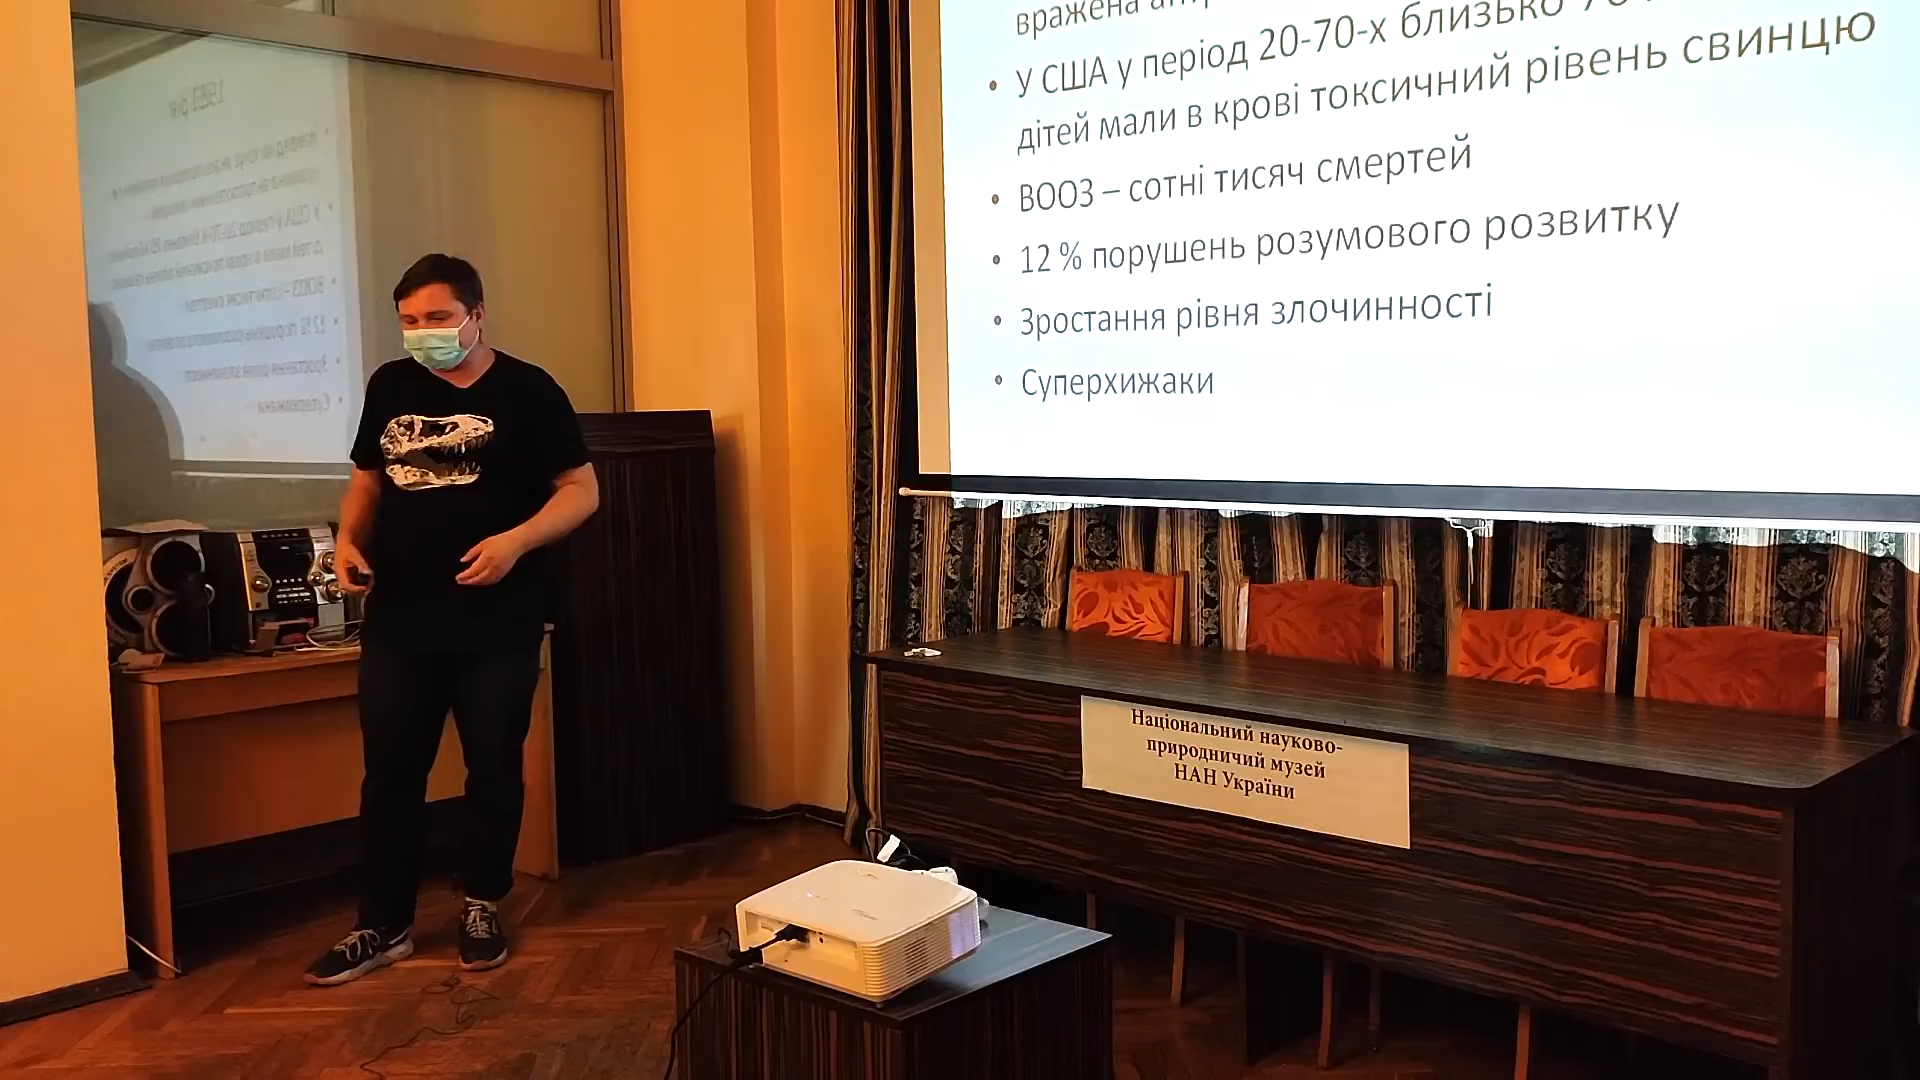 вражена
У США у період 20-70-х близько
дітей мали в крові токсичний рівень свинцю
ВООЗ – сотні тисяч смертей
12 % порушень розумового розвитку
Зростання рівня злочинності
Суперхижаки
Національний науково-
природничий музей
НАН України